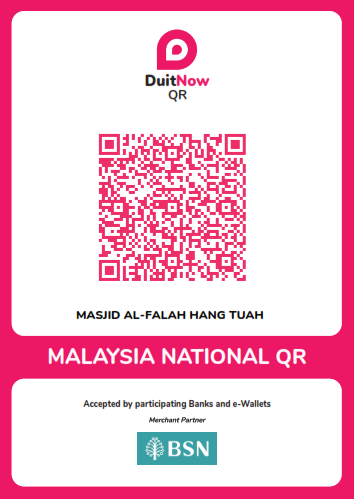 DuitNow
QR
MASJID AL-FALAH HANG TUAH
MALAYSIA NATIONAL QR
Accepted by participating Banks and e-Wallets
Merchant Partner
BSN